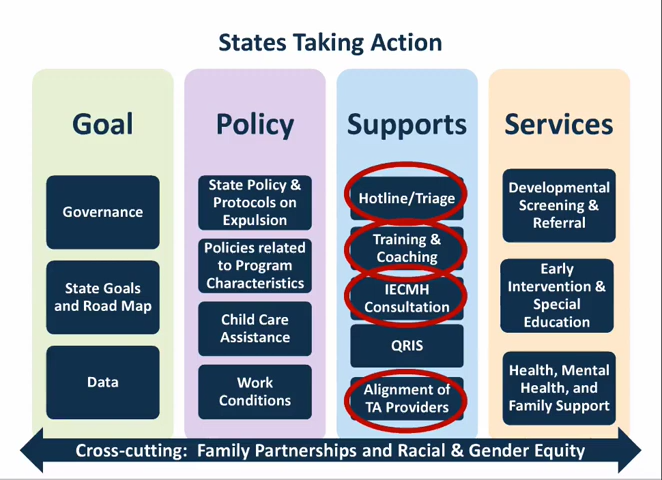 States Taking Action
Goal
Governance
State Goals
and Road Map
Data
Policy
State Policy &
Protocols on
Expulsion
Policies related
to Program
Characteristics
Child Care
Assistance
Work
Conditions
Supports
Hotline/Triage
Training &
Coaching
IECMH
Consultation
QRIS
Alignment of
TA Providers
Services
Developmental
Screening &
Referral
Early
Intervention &
Special
Education
Health, Mental
Health, and
Family Support
Cross-cutting: Family Partnerships and Racial & Gender Equity